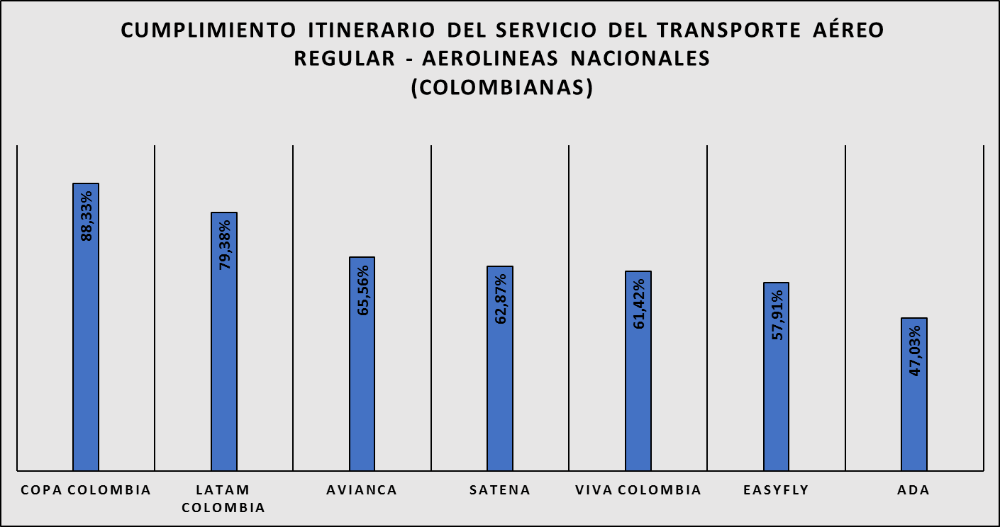 CUMPLIMIENTO ITINERARIO DEL SERVICIO DEL TRANSPORTE AÉREO
REGULAR - AEROLINEAS NACIONALES
(COLOMBIANAS)
88,33%
79,38%
65,56%
62,87%
61,42%
57,91%
47,03%
COPA COLOMBIA
LATAM
COLOMBIA
AVIANCA
SATENA
VIVA COLOMBIA
EASYFLY
ADA